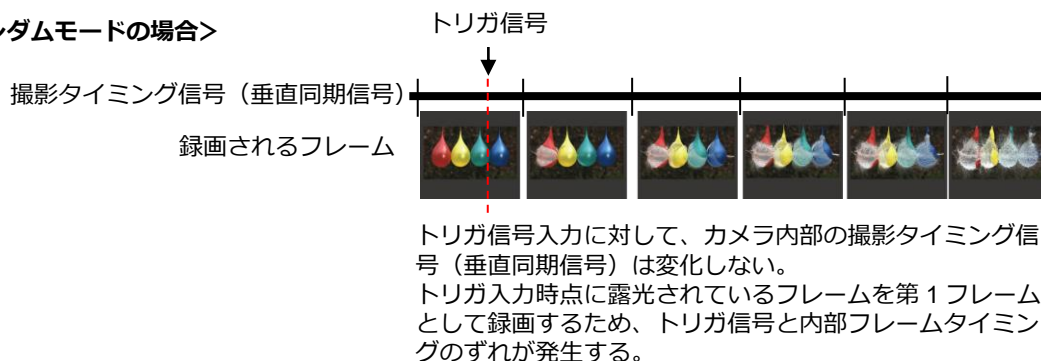 トリガ信号
ダムモードの場合＞
撮影タイミング信号（垂直同期信号）
録画されるフレーム
トリガ信号入力に対して、カメラ内部の撮影タイミング信
号（垂直同期信号）は変化しない。
トリガ入力時点に露光されているフレームを第 1 フレーム
として録画するため、トリガ信号と内部フレームタイミン
グのずれが発生する。